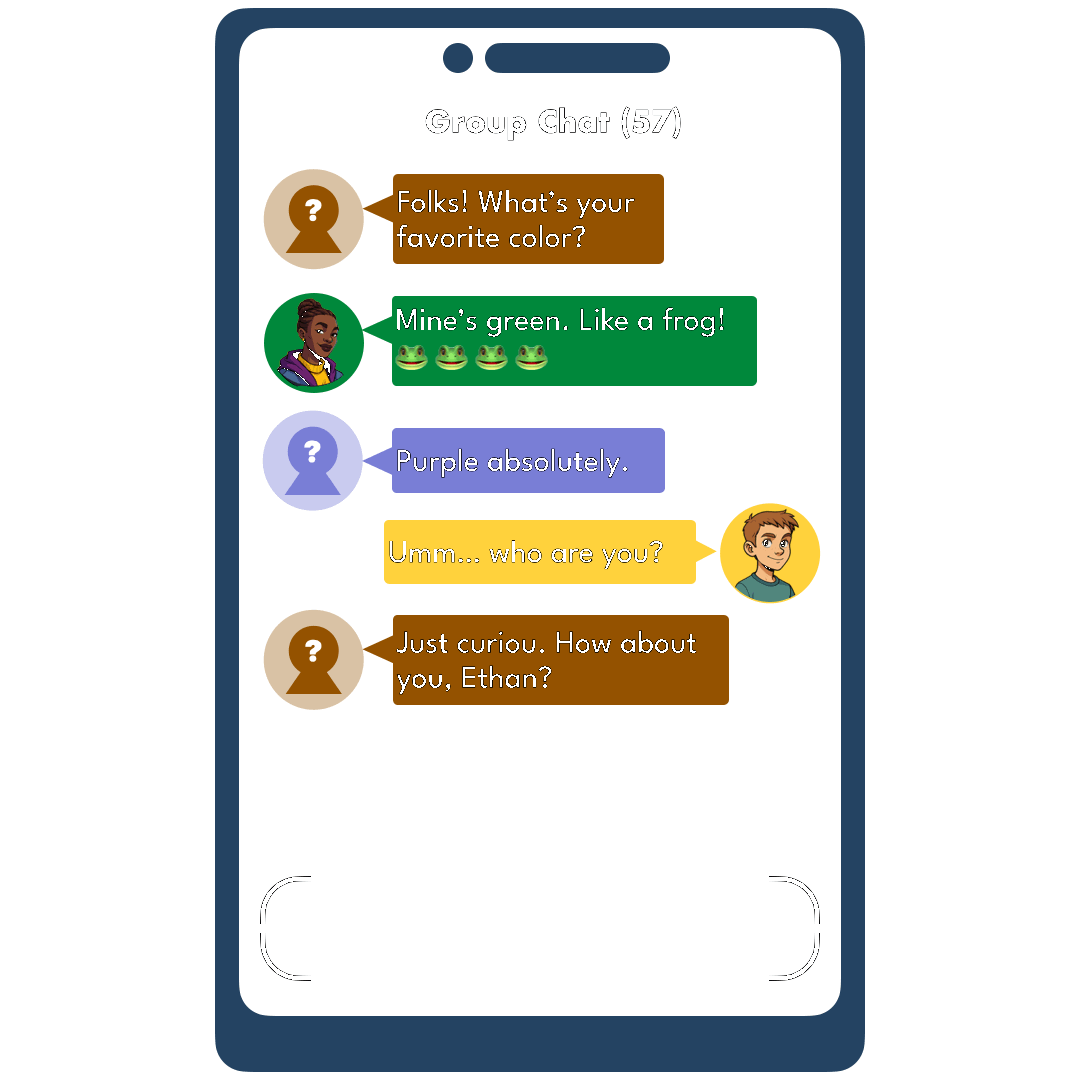 Group Chat (57)
?
Folks! What’s your
favorite color?
Mine’s green. Like a frog!
🐸🐸🐸🐸
?
Purple absolutely.
Umm... who are you?
?
Just curiou. How about
you, Ethan?